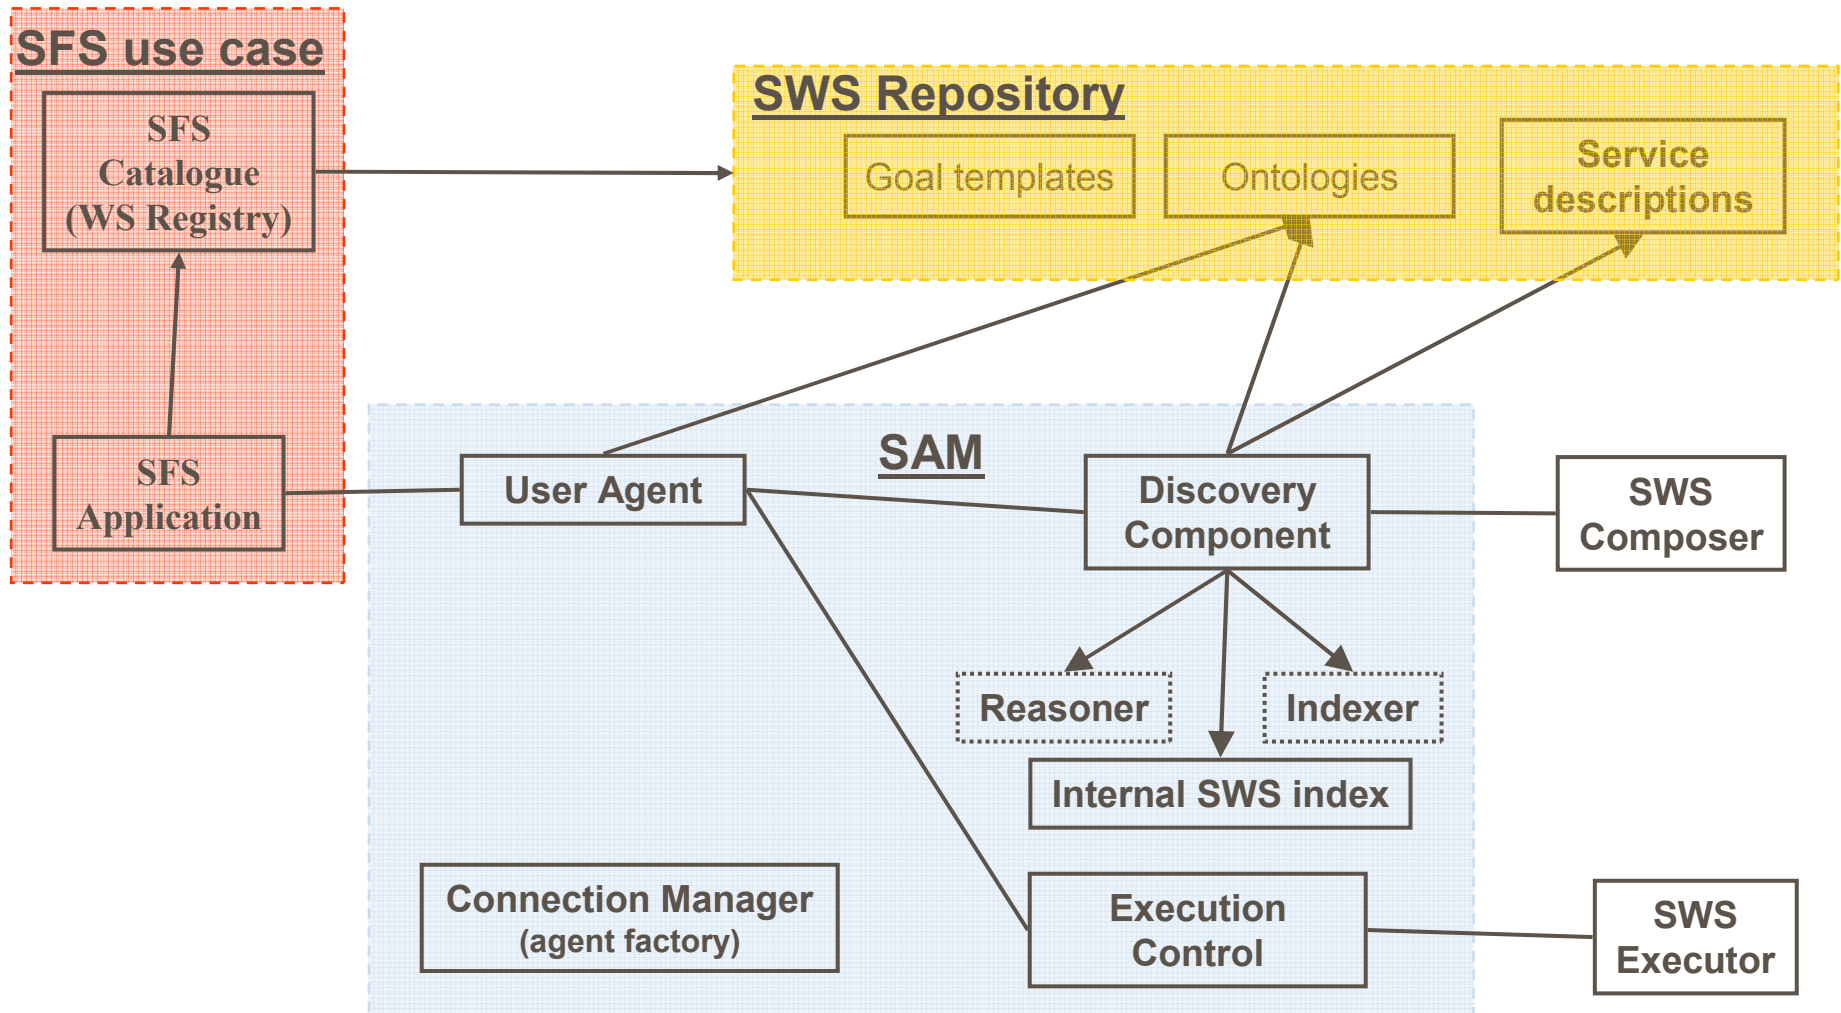 SFS use case
SFS
Catalogue
(WS Registry)
SFS
Application
SWS Repository
Goal templates
Ontologies
Service
descriptions
SAM
User Agent
Discovery
Component
SWS
Composer
Reasoner
Indexer
Internal SWS index
Connection Manager
(agent factory)
Execution
Control
SWS
Executor